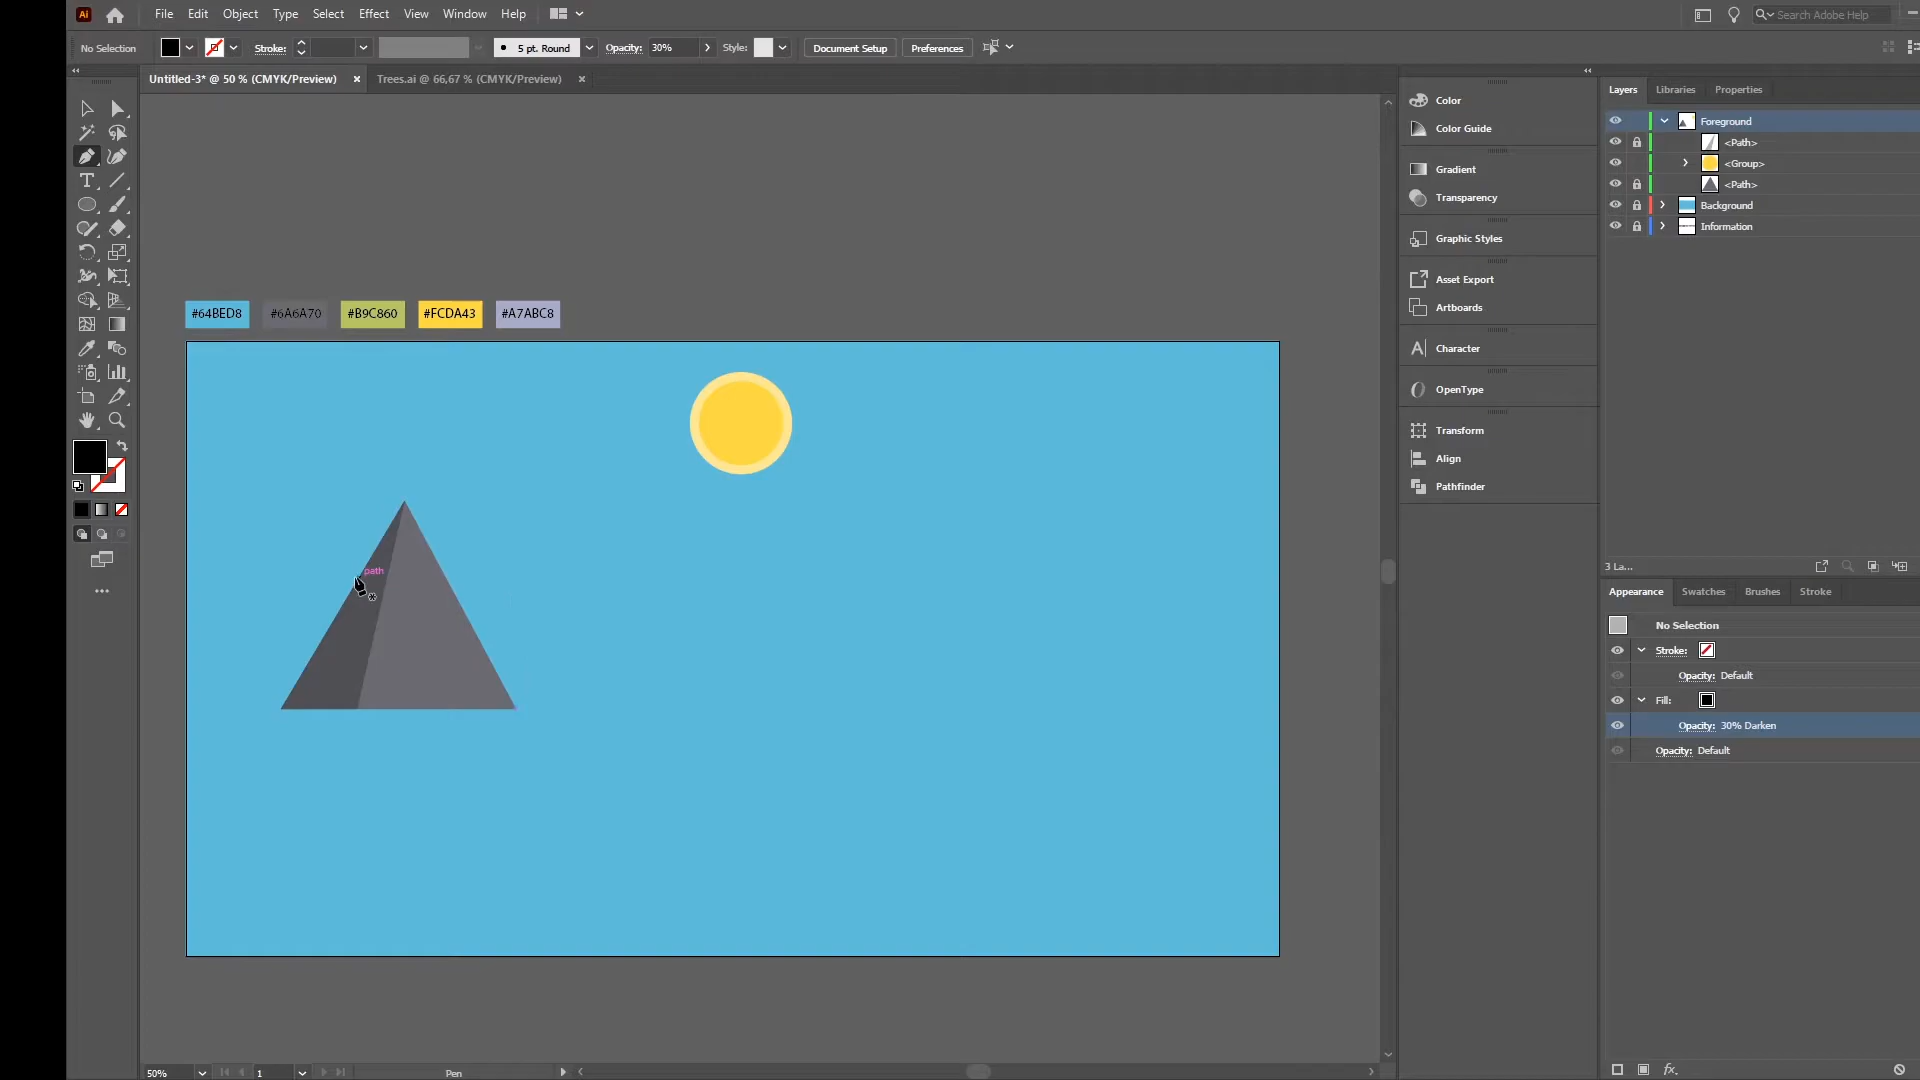 Ai File Edit Object Type Select Effect View Window Help Search Adobe Help
No Selection Stroke: 5 pt. Round Opacity: 30% Style: Document Setup Preferences
Untitled-3* @ 50 % (CMYK/Preview) × Trees.ai @ 66,67 % (CMYK/Preview) ×
Color
Color Guide
Gradient
Transparency
Graphic Styles
Asset Export
Artboards
Character
OpenType
Transform
Align
Pathfinder
Layers Libraries Properties
Foreground
<Path>
<Group>
<Path>
Background
Information
3 La...
#64BED8 #6A6A70 #B9C860 #FCDA43 #A7ABC8
path
Appearance Swatches Brushes Stroke
No Selection
Stroke:
Opacity: Default
Fill:
Opacity: 30% Darken
Opacity: Default
50% 1 Pen
fx.